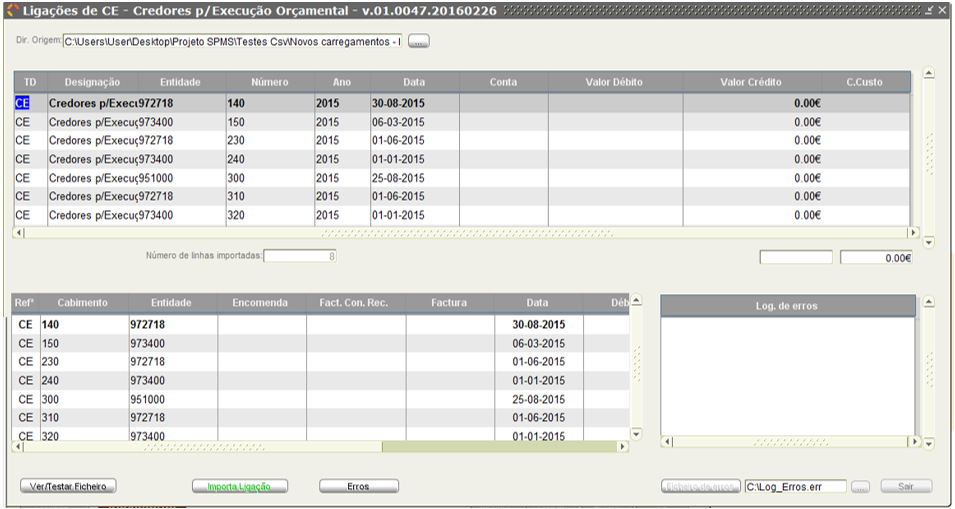 Ligações de CE - Credores p/Execução Orçamental - v.01.0047.20160226
Dir. Origem: C:\Users\User\Desktop\Projeto SPMS\Testes Csv\Novos carregamentos - I ...
TD Designação Entidade Número Ano Data Conta Valor Débito Valor Crédito C.Custo
CE Credores p/Execu 972718 140 2015 30-08-2015 0.00€
CE Credores p/Execuç 973400 150 2015 06-03-2015 0.00€
CE Credores p/Execuç 972718 230 2015 01-06-2015 0.00€
CE Credores p/Execuç 973400 240 2015 01-01-2015 0.00€
CE Credores p/Execuç 951000 300 2015 25-08-2015 0.00€
CE Credores p/Execuç 972718 310 2015 01-06-2015 0.00€
CE Credores p/Execuç 973400 320 2015 01-01-2015 0.00€
Número de linhas importadas: 8 0.00€
Refª Cabimento Entidade Encomenda Fact. Con. Rec. Factura Data Déb
CE 140 972718 30-08-2015
CE 150 973400 06-03-2015
CE 230 972718 01-06-2015
CE 240 973400 01-01-2015
CE 300 951000 25-08-2015
CE 310 972718 01-06-2015
CE 320 973400 01-01-2015
Log. de erros
Ver/Testar Ficheiro Importa Ligação Erros Ficheiro de erros C:\Log_Erros.err ... Sair